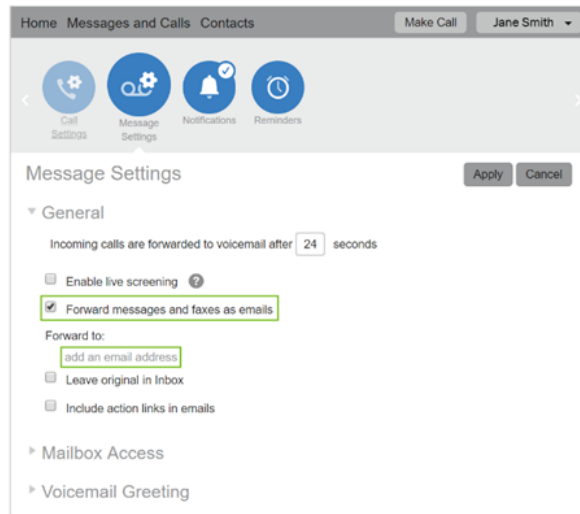 Home Messages and Calls Contacts Make Call Jane Smith
Call Settings
Message Settings
Notifications
Reminders
Message Settings Apply Cancel
General
Incoming calls are forwarded to voicemail after 24 seconds
Enable live screening ?
Forward messages and faxes as emails
Forward to:
add an email address
Leave original in Inbox
Include action links in emails
Mailbox Access
Voicemail Greeting